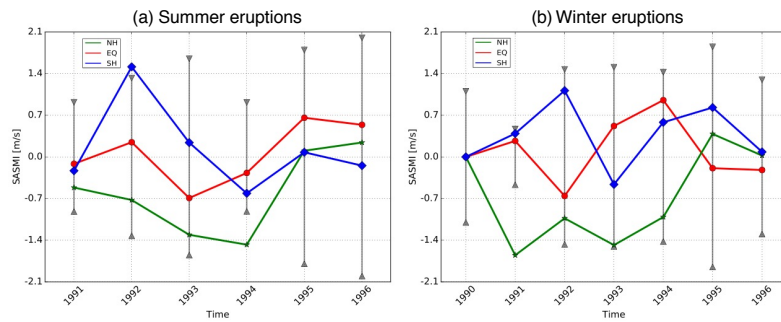 (a) Summer eruptions
2.1
1.4
0.7
0.0
-0.7
-1.4
-2.1
SASMI [m/s]
NH
EQ
SH
1991
1992
1993
1994
1995
1996
Time
(b) Winter eruptions
2.1
1.4
0.7
0.0
-0.7
-1.4
-2.1
SASMI [m/s]
NH
EQ
SH
1990
1991
1992
1993
1994
1995
1996
Time